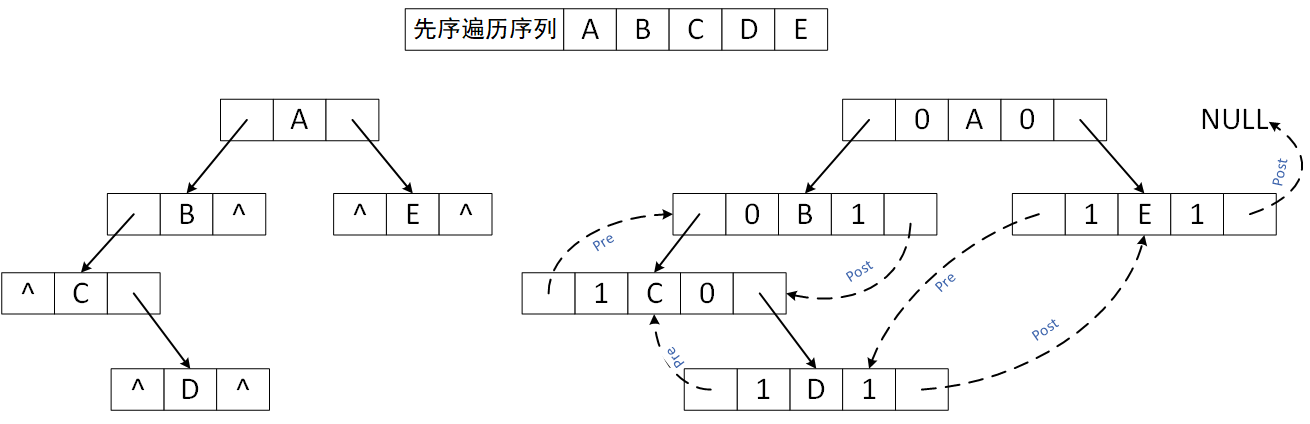 先序遍历序列 A B C D E
A
0 A 0
NULL
Post
B ^
^ E ^
0 B 1
1 E 1
Pre
Post
Pre
^ C
1 C 0
Post
Pre
^ D ^
1 D 1